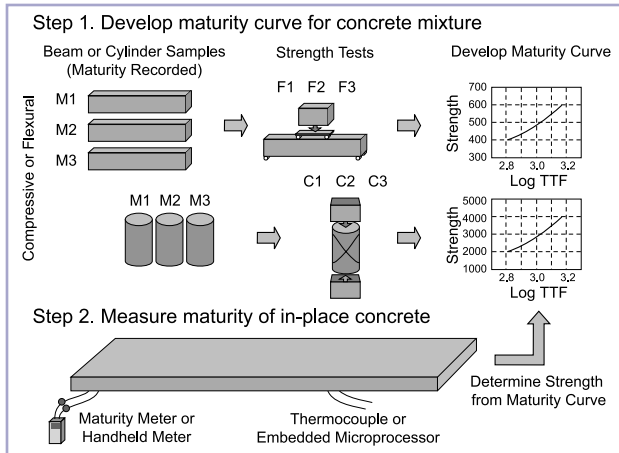 Step 1. Develop maturity curve for concrete mixture
Beam or Cylinder Samples
(Maturity Recorded)
Strength Tests
Develop Maturity Curve
Compressive or Flexural
M1
M2
M3
F1 F2 F3
Strength
700
600
500
400
300
2.8 3.0 3.2
Log TTF
M1 M2 M3
C1 C2 C3
Strength
5000
4000
3000
2000
1000
2.8 3.0 3.2
Log TTF
Step 2. Measure maturity of in-place concrete
Maturity Meter or
Handheld Meter
Thermocouple or
Embedded Microprocessor
Determine Strength
from Maturity Curve